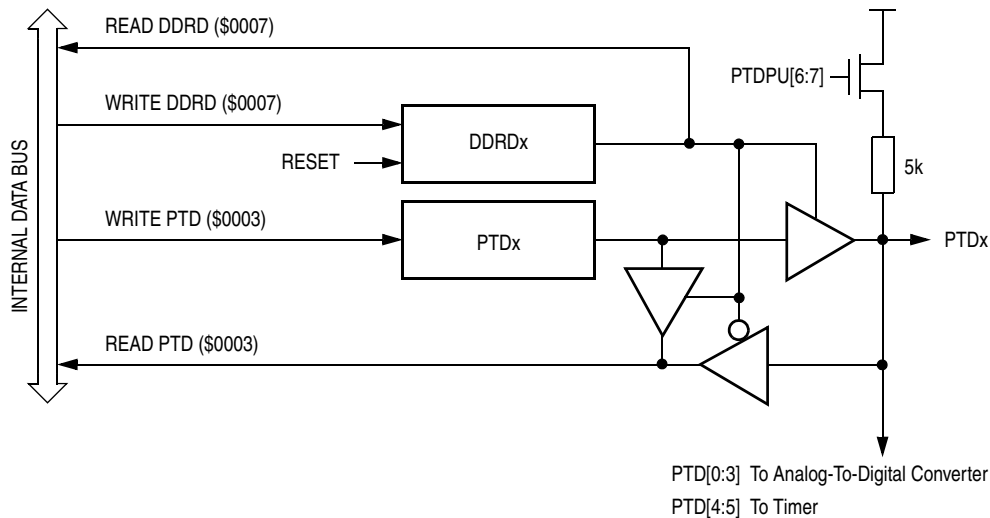 READ DDRD ($0007)
PTDPU[6:7]
WRITE DDRD ($0007)
DDRDx
RESET
5k
INTERNAL DATA BUS
WRITE PTD ($0003)
PTDx
PTDx
READ PTD ($0003)
PTD[0:3] To Analog-To-Digital Converter
PTD[4:5] To Timer